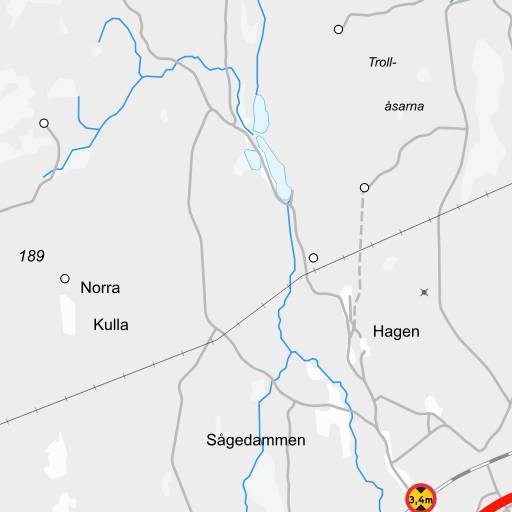 Troll-
åsarna
189
Norra
Kulla
Hagen
Sågedammen
3,4m